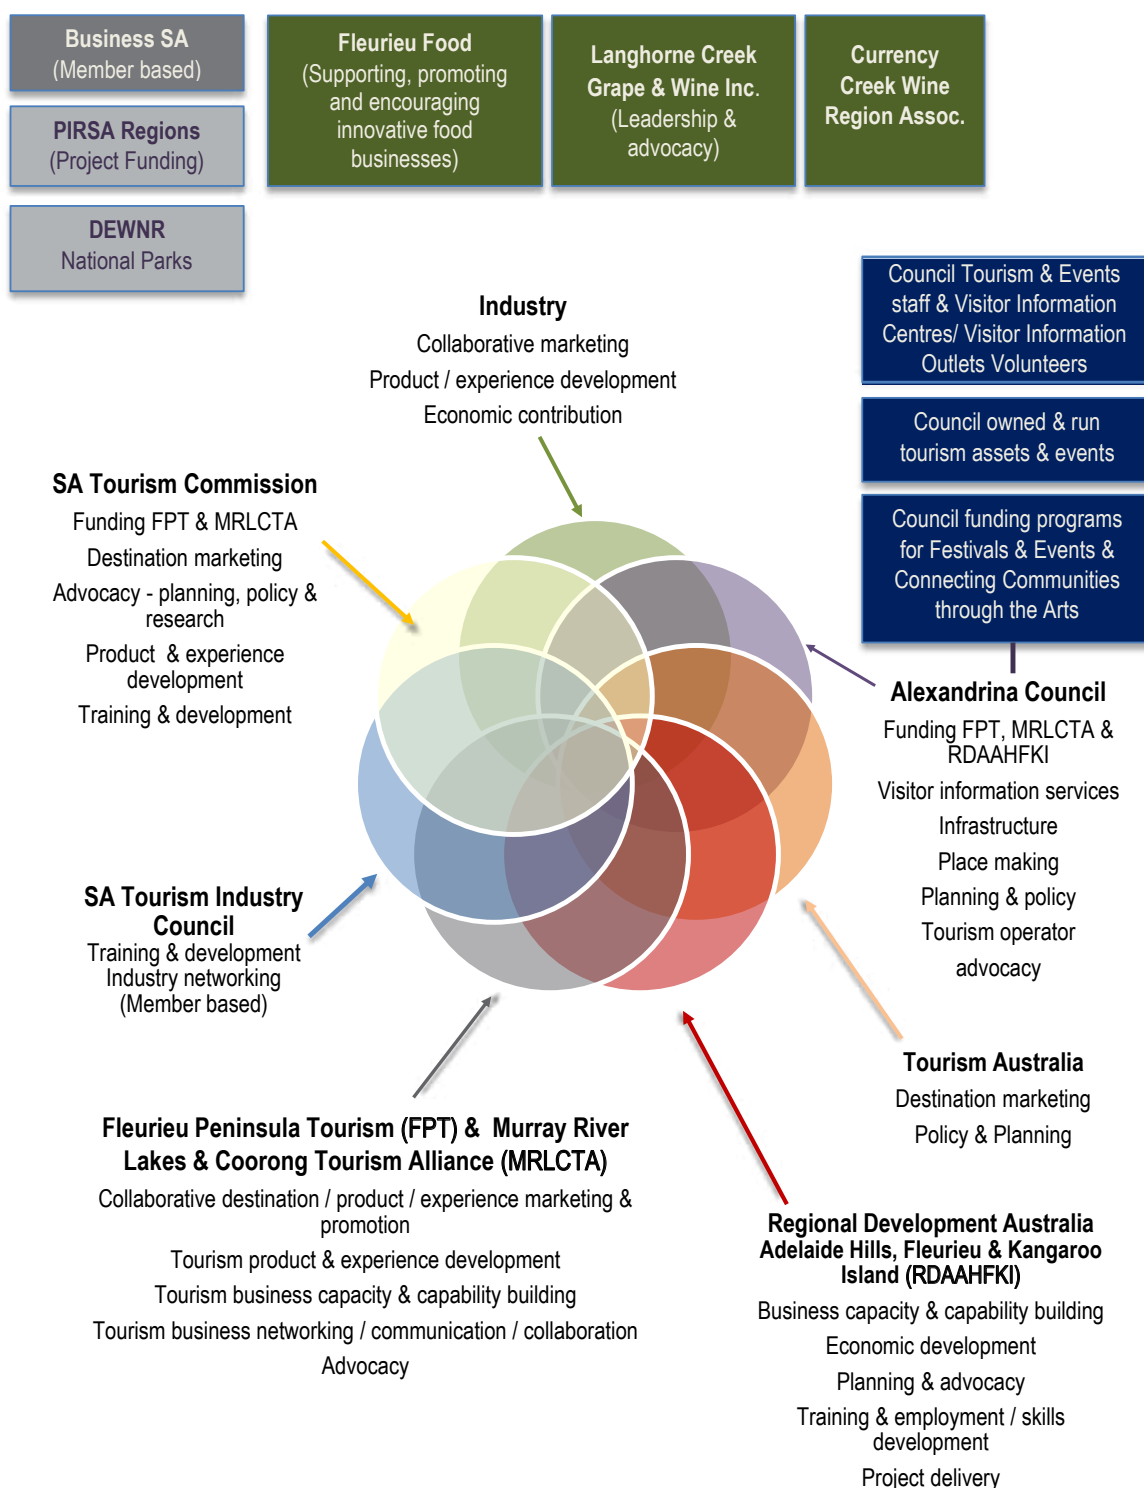 Business SA
(Member based)
PIRSA Regions
(Project Funding)
DEWNR
National Parks
Fleurieu Food
(Supporting, promoting
and encouraging
innovative food
businesses)
Langhorne Creek
Grape & Wine Inc.
(Leadership &
advocacy)
Currency
Creek Wine
Region Assoc.
Council Tourism & Events
staff & Visitor Information
Centres/ Visitor Information
Outlets Volunteers
Council owned & run
tourism assets & events
Council funding programs
for Festivals & Events &
Connecting Communities
through the Arts
Industry
Collaborative marketing
Product / experience development
Economic contribution
SA Tourism Commission
Funding FPT & MRLCTA
Destination marketing
Advocacy - planning, policy &
research
Product & experience
development
Training & development
Alexandrina Council
Funding FPT, MRLCTA &
RDAAHFKI
Visitor information services
Infrastructure
Place making
Planning & policy
Tourism operator
advocacy
SA Tourism Industry
Council
Training & development
Industry networking
(Member based)
Tourism Australia
Destination marketing
Policy & Planning
Fleurieu Peninsula Tourism (FPT) & Murray River
Lakes & Coorong Tourism Alliance (MRLCTA)
Collaborative destination / product / experience marketing &
promotion
Tourism product & experience development
Tourism business capacity & capability building
Tourism business networking / communication / collaboration
Advocacy
Regional Development Australia
Adelaide Hills, Fleurieu & Kangaroo
Island (RDAAHFKI)
Business capacity & capability building
Economic development
Planning & advocacy
Training & employment / skills
development
Project delivery